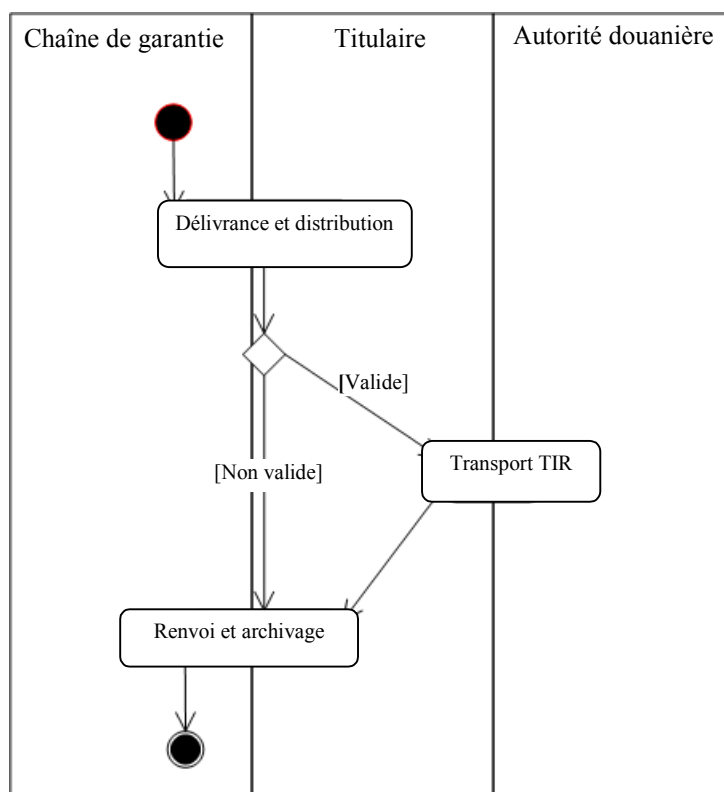 Chaîne de garantie
Titulaire
Autorité douanière
Délivrance et distribution
[Valide]
Transport TIR
[Non valide]
Renvoi et archivage